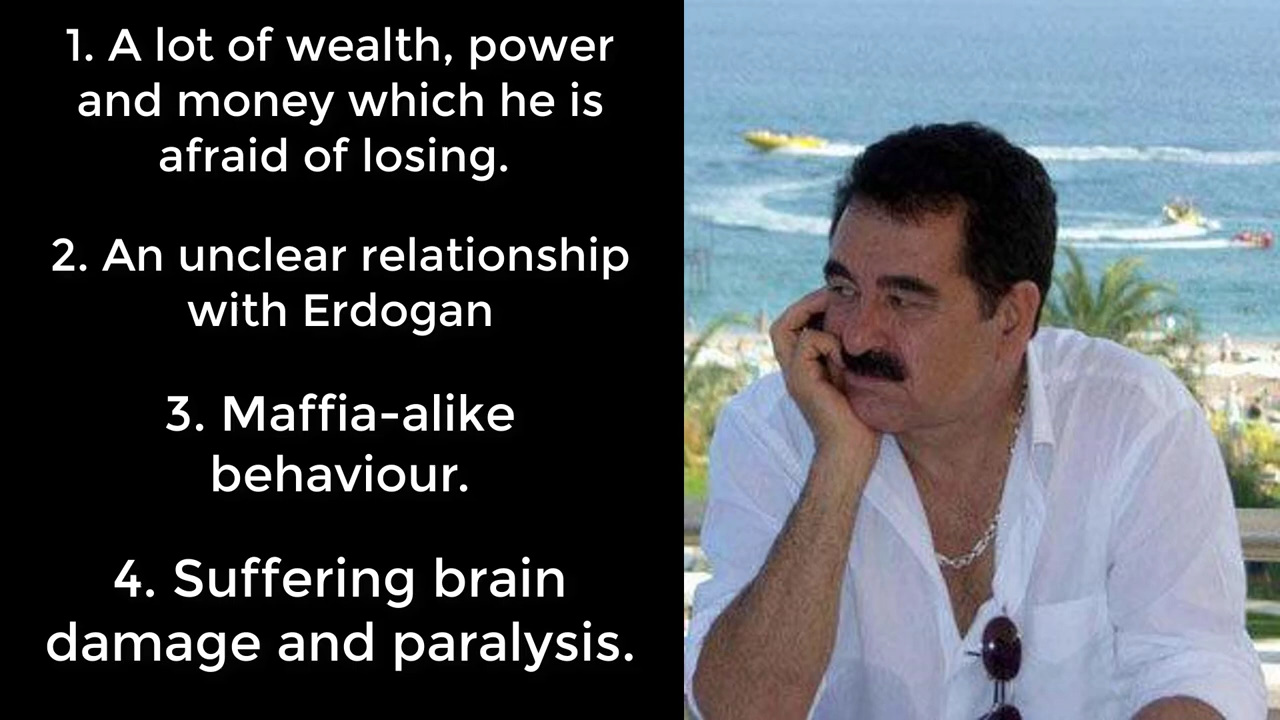 1. A lot of wealth, power
and money which he is
afraid of losing.
2. An unclear relationship
with Erdogan
3. Maffia-alike
behaviour.
4. Suffering brain
damage and paralysis.